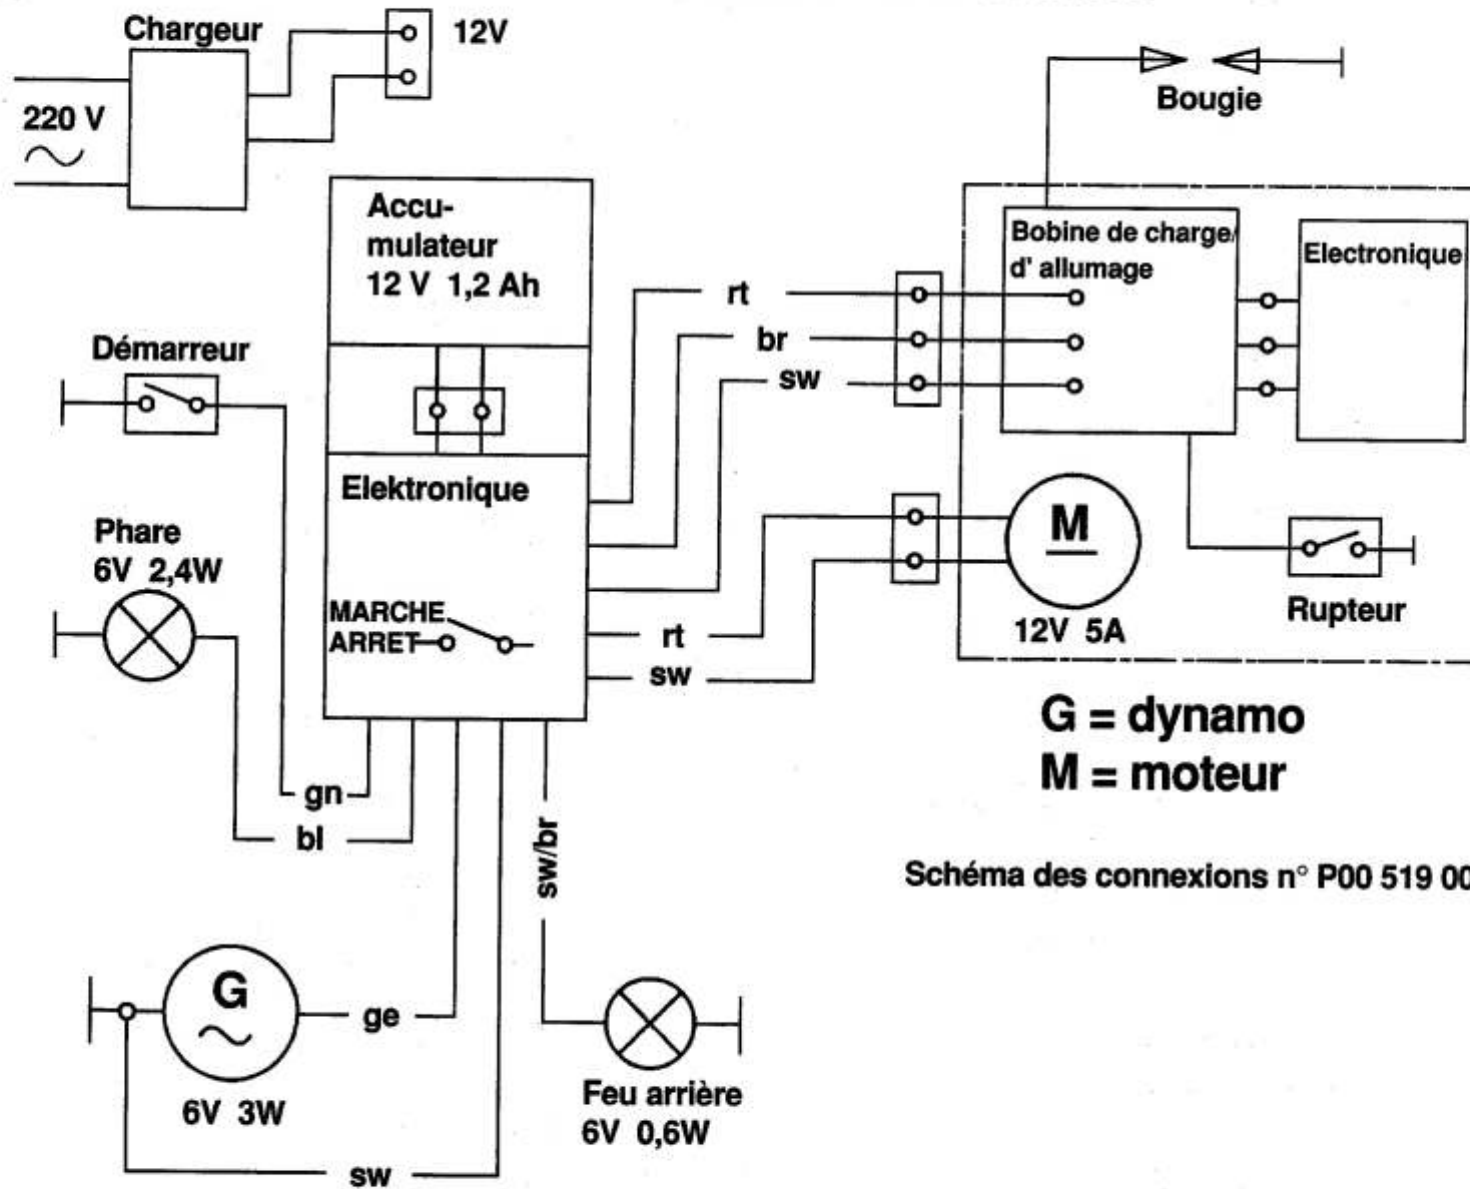 Chargeur
12V
220 V
Bougie
Accu-
mulateur
12 V 1,2 Ah
Bobine de charge/
d' allumage
Electronique
rt
br
sw
Démarreur
Elektronique
MARCHE
ARRET
Phare
6V 2,4W
M
12V 5A
Rupteur
rt
sw
G = dynamo
M = moteur
gn
bl
sw/br
Schéma des connexions n° P00 519 00
G
6V 3W
ge
sw
Feu arrière
6V 0,6W